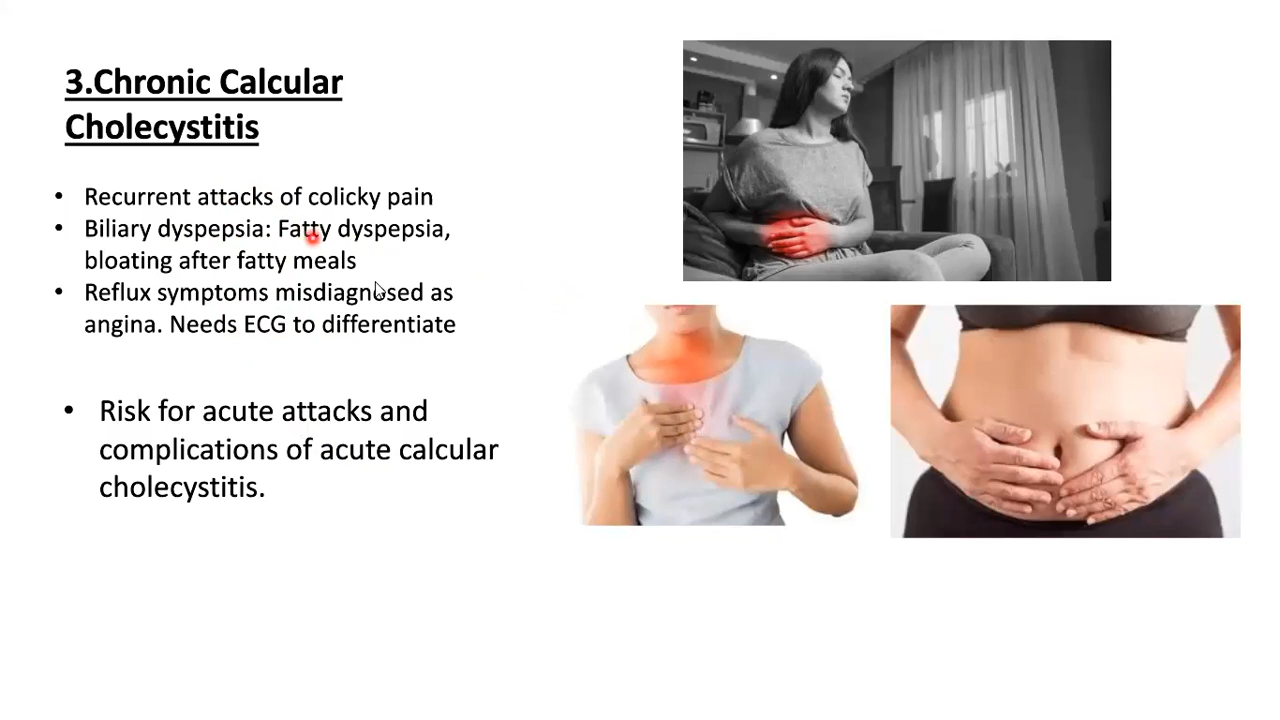 3.Chronic Calcular
Cholecystitis
• Recurrent attacks of colicky pain
• Biliary dyspepsia: Fatty dyspepsia,
bloating after fatty meals
• Reflux symptoms misdiagnosed as
angina. Needs ECG to differentiate
• Risk for acute attacks and
complications of acute calcular
cholecystitis.